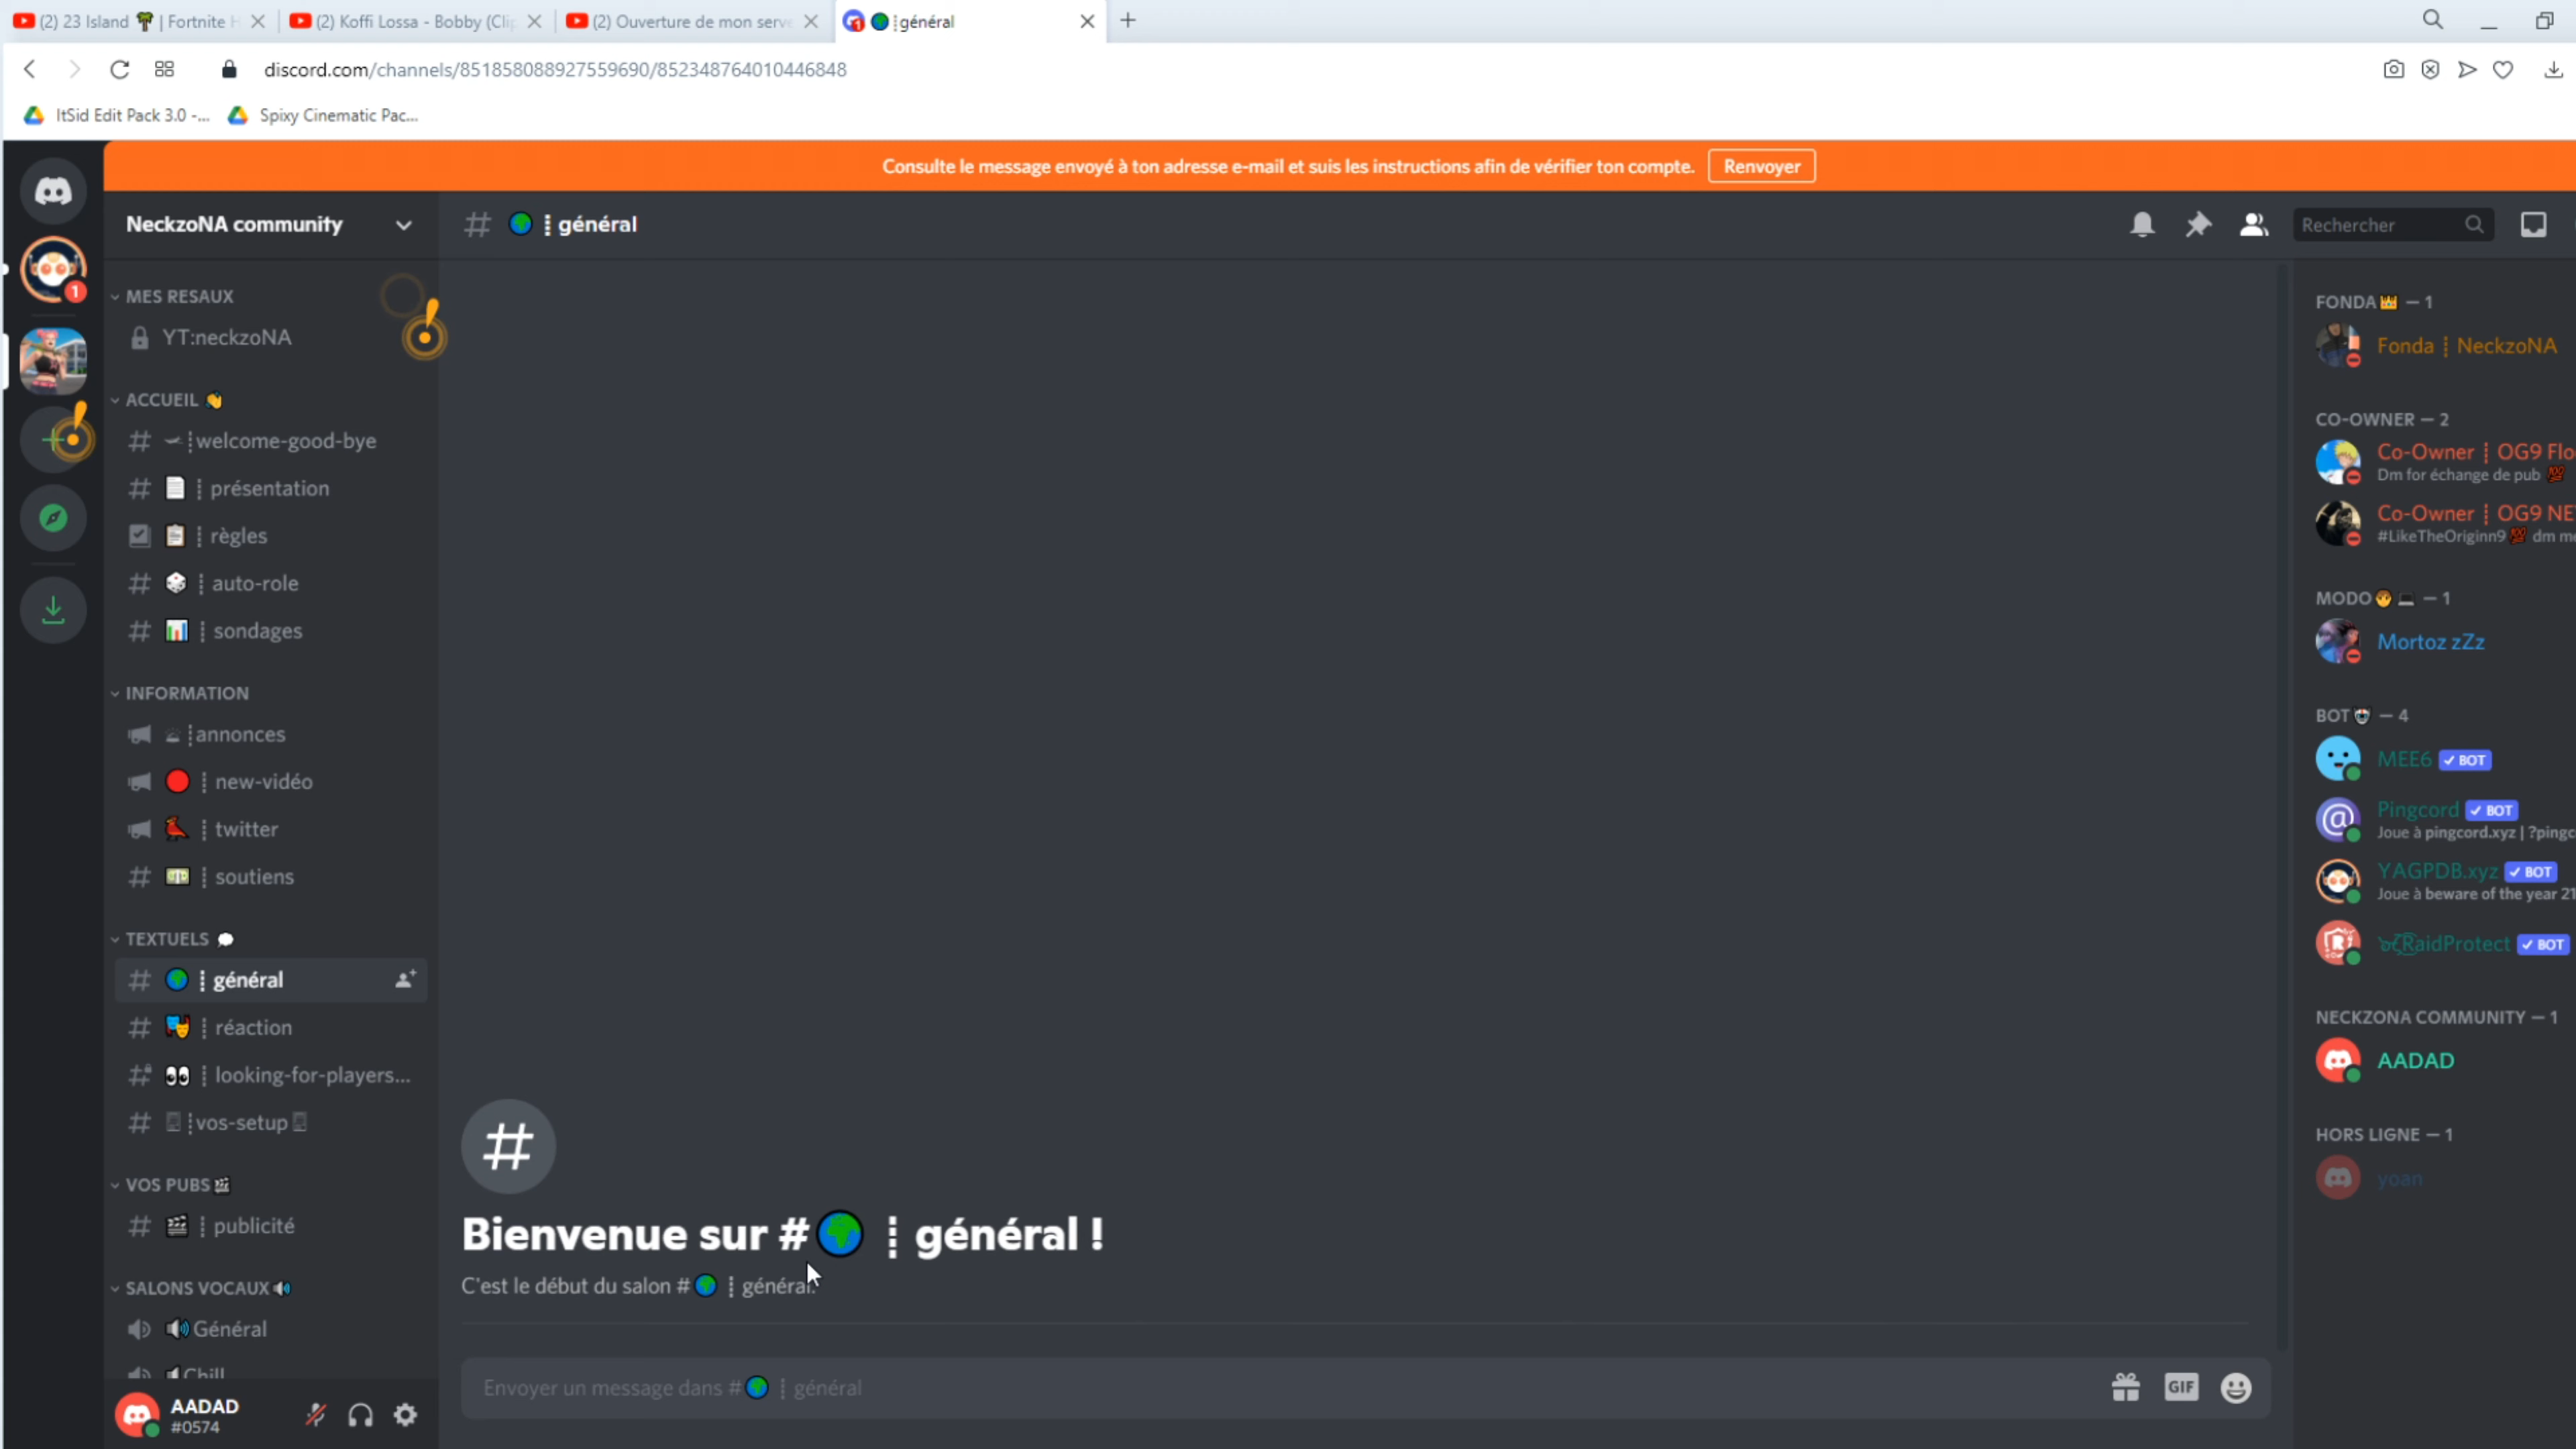 (2) 23 Island 🌴 | Fortnite H
(2) Koffi Lossa - Bobby (Clip
(2) Ouverture de mon serve
🌍┊général
discord.com/channels/851858088927559690/852348764010446848
ItSid Edit Pack 3.0 -...
Spixy Cinematic Pac...
Consulte le message envoyé à ton adresse e-mail et suis les instructions afin de vérifier ton compte.
Renvoyer
NeckzoNA community
# 🌍┊général
Rechercher
MES RESAUX
YT:neckzoNA
ACCUEIL 👋
# ┊welcome-good-bye
# 📄┊présentation
📋┊règles
# 🎲┊auto-role
# 📊┊sondages
INFORMATION
┊annonces
🔴┊new-vidéo
┊twitter
# 💵┊soutiens
TEXTUELS 💬
# 🌍┊général
# 🎭┊réaction
# 👀┊looking-for-players...
# ┊vos-setup
VOS PUBS🎬
# 🎬┊publicité
SALONS VOCAUX🔊
🔊Général
Chill
AADAD
#0574
1
#
Bienvenue sur #🌍┊général !
C'est le début du salon #🌍┊général.
Envoyer un message dans #🌍┊général
GIF
FONDA👑 — 1
Fonda┊NeckzoNA
CO-OWNER — 2
Co-Owner┊OG9 Flo
Dm for échange de pub 💯
Co-Owner┊OG9 NE
#LikeTheOriginn9💯 dm me
MODO🧑💻 — 1
Mortoz zZz
BOT🤖 — 4
MEE6 ✓ BOT
Pingcord ✓ BOT
Joue à pingcord.xyz | ?pingc
YAGPDB.xyz ✓ BOT
Joue à beware of the year 21
RaidProtect ✓ BOT
NECKZONA COMMUNITY — 1
AADAD
HORS LIGNE — 1
yoan